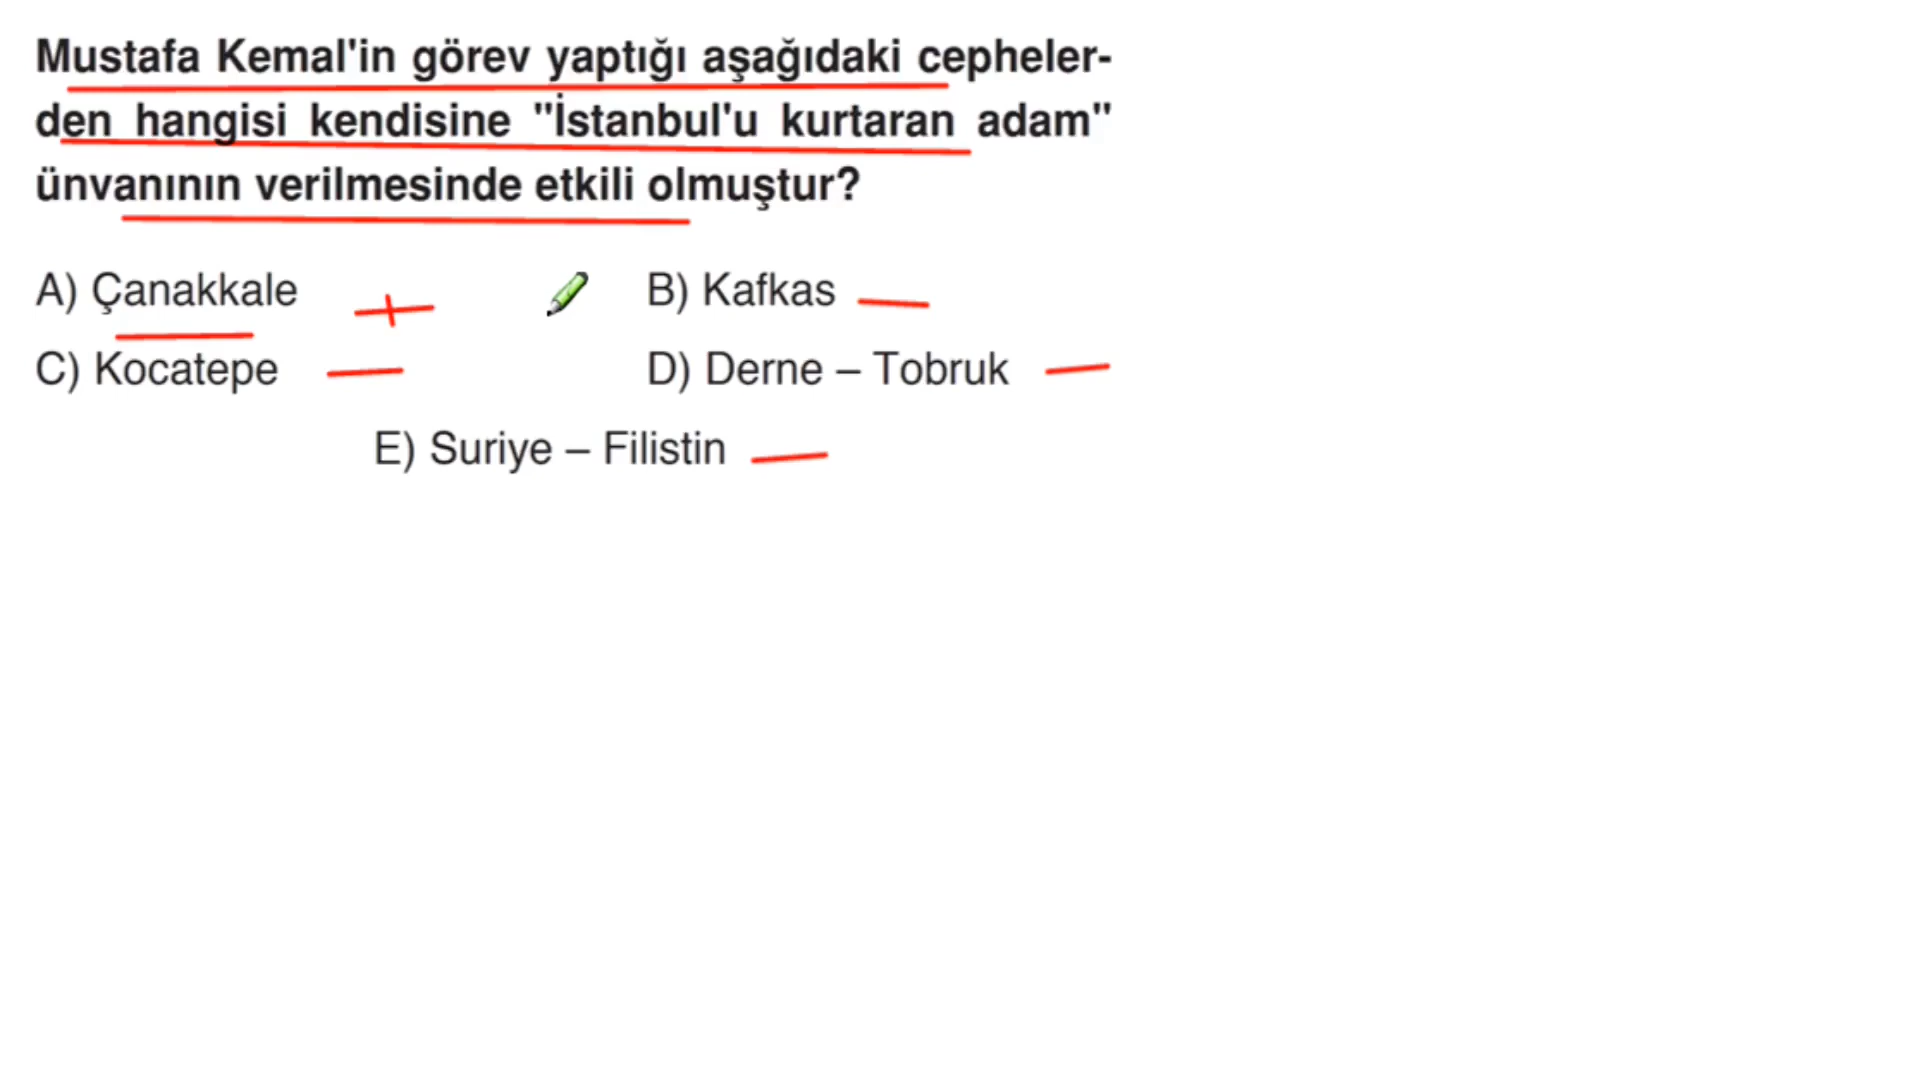 Mustafa Kemal'in görev yaptığı aşağıdaki cepheler-
den hangisi kendisine "İstanbul'u kurtaran adam"
ünvanının verilmesinde etkili olmuştur?
A) Çanakkale B) Kafkas
C) Kocatepe D) Derne – Tobruk
E) Suriye – Filistin